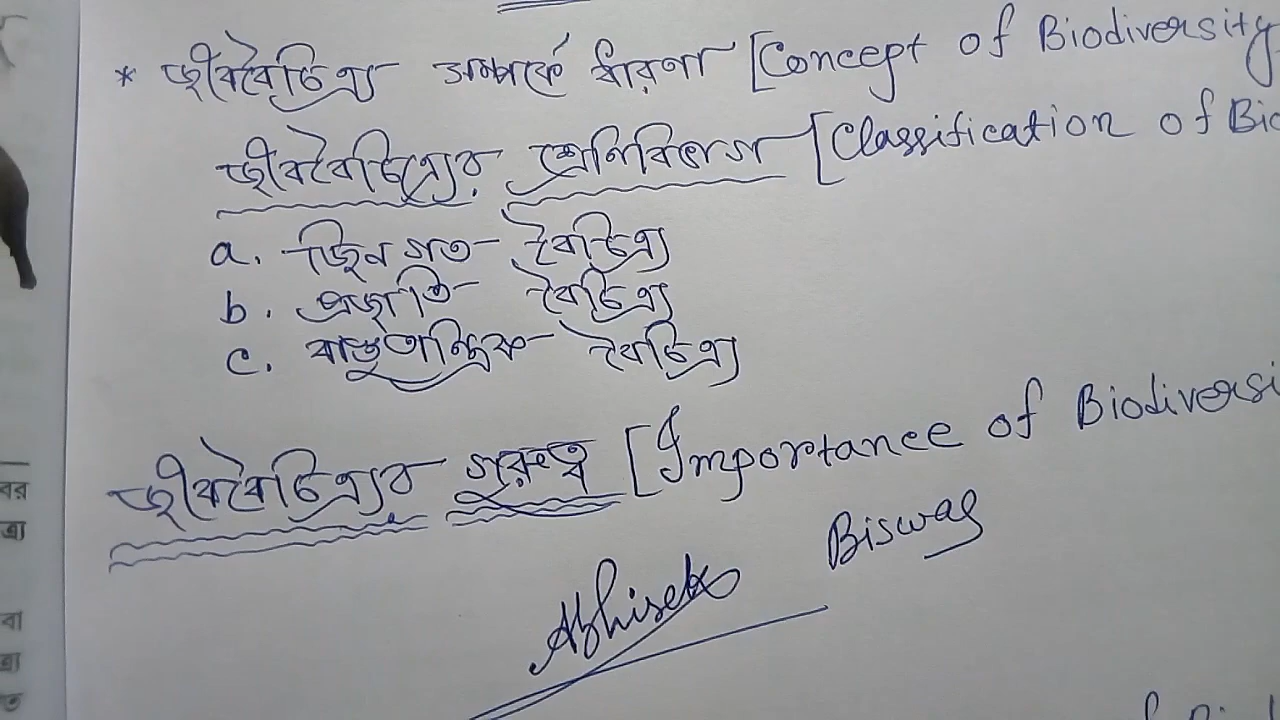 * জীববৈচিত্র্য সম্পর্কে ধারণা [Concept of Biodiversity
জীববৈচিত্র্যের শ্রেনিবিভাগ [Classification of Bio
a. জিনগত বৈচিত্র্য
b. প্রজাতি বৈচিত্র্য
c. বাস্তুতান্ত্রিক বৈচিত্র্য
জীববৈচিত্র্যের গুরুত্ব [Importance of Biodiversi
Abhisek Biswas